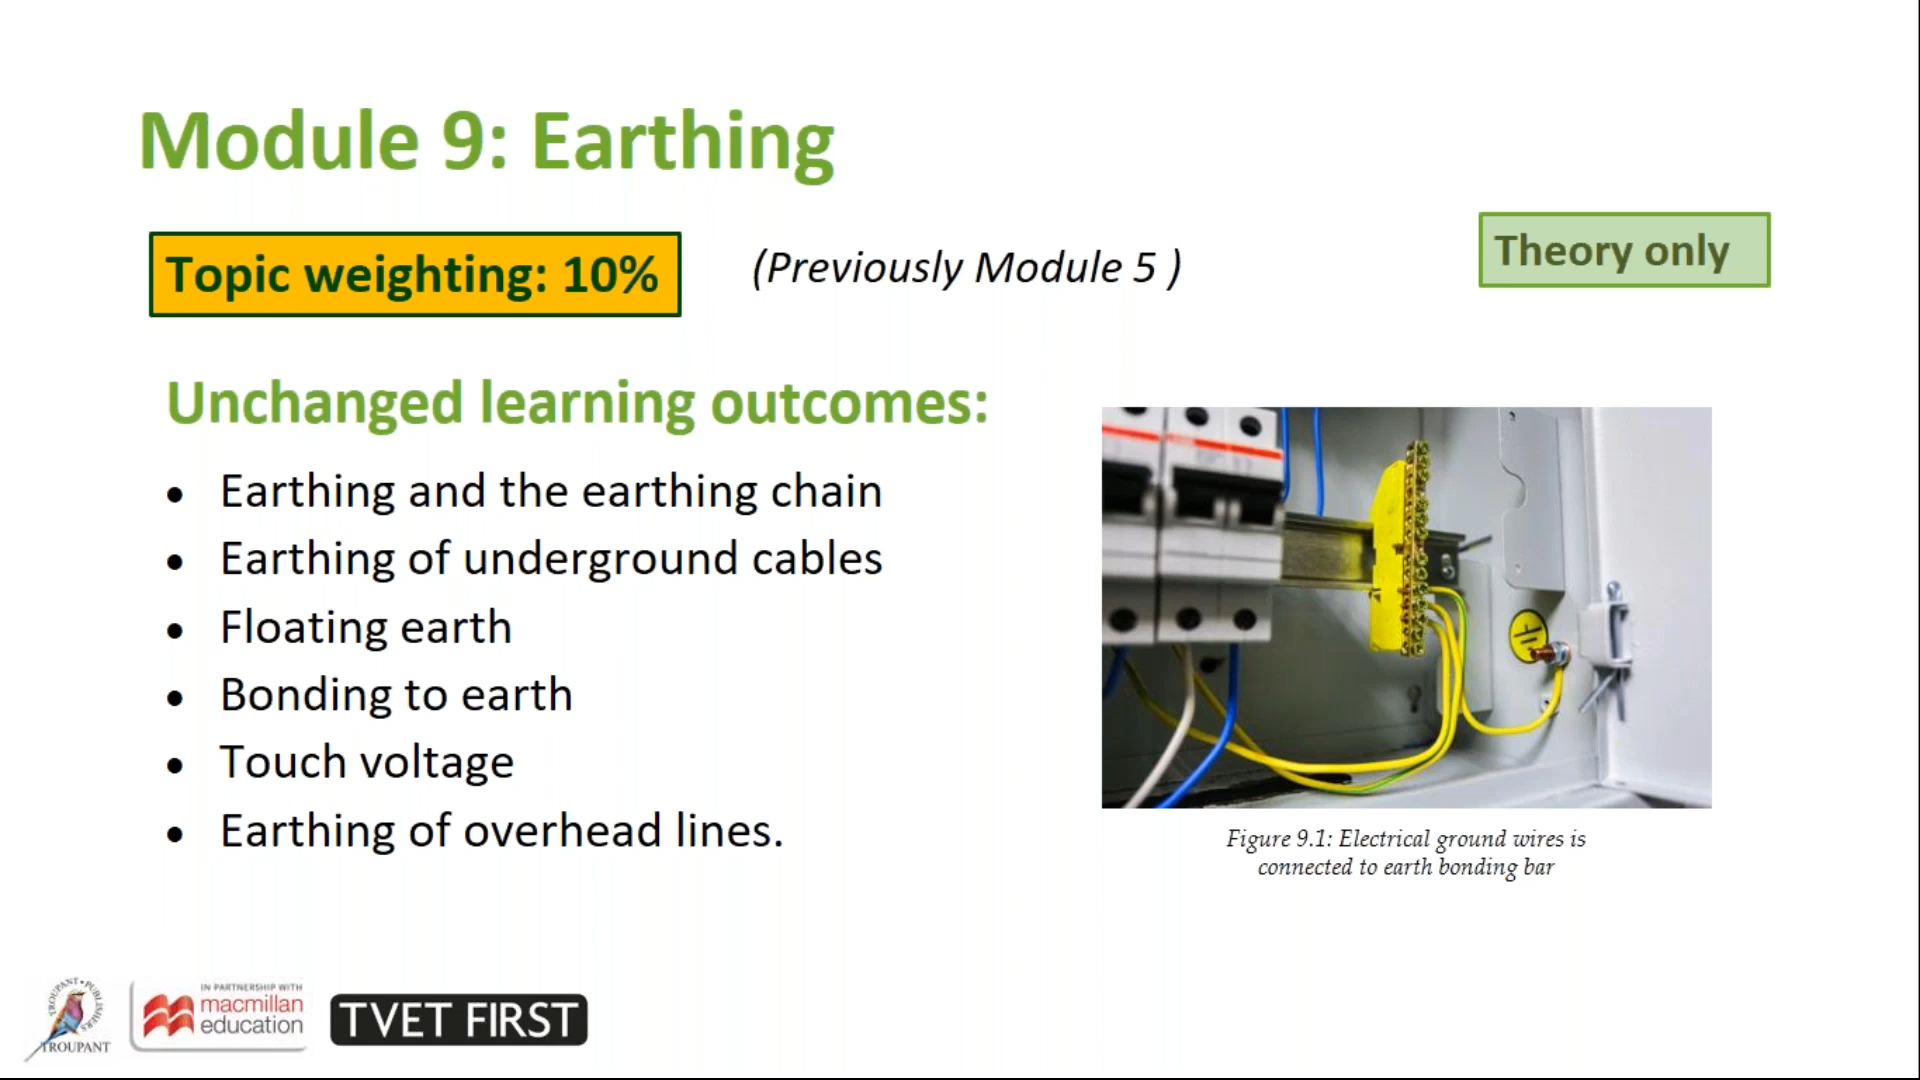 Module 9: Earthing
Topic weighting: 10%
(Previously Module 5 )
Theory only
Unchanged learning outcomes:
• Earthing and the earthing chain
• Earthing of underground cables
• Floating earth
• Bonding to earth
• Touch voltage
• Earthing of overhead lines.
Figure 9.1: Electrical ground wires is
connected to earth bonding bar
TROUPANT • PUBLISHERS
TROUPANT
IN PARTNERSHIP WITH
macmillan
education
TVET FIRST